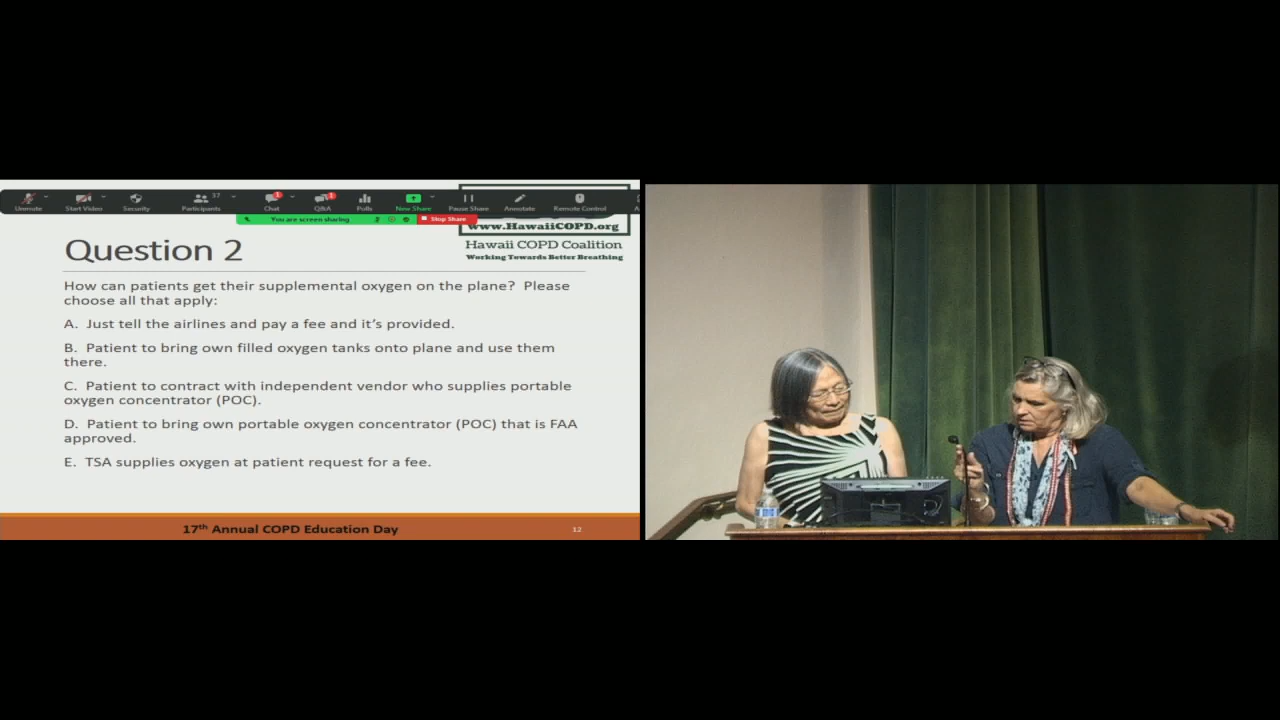 Unmute
Start Video
Security
Participants
37
Chat
1
Q&A
Polls
New Share
Pause Share
Annotate
Remote Control
You are screen sharing
Stop Share
www.HawaiiCOPD.org
Hawaii COPD Coalition
Working Towards Better Breathing
Question 2
How can patients get their supplemental oxygen on the plane?  Please
choose all that apply:
A.  Just tell the airlines and pay a fee and it’s provided.
B.  Patient to bring own filled oxygen tanks onto plane and use them
there.
C.  Patient to contract with independent vendor who supplies portable
oxygen concentrator (POC).
D.  Patient to bring own portable oxygen concentrator (POC) that is FAA
approved.
E.  TSA supplies oxygen at patient request for a fee.
17th Annual COPD Education Day
12